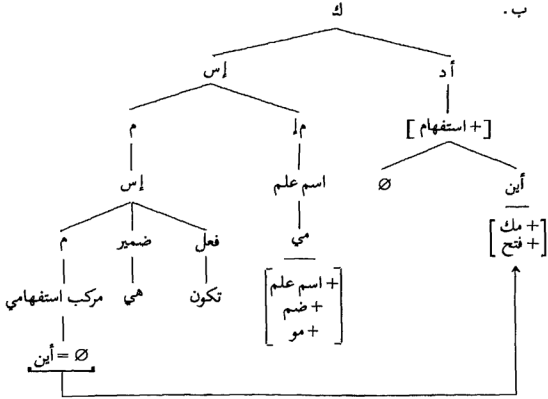 ب.
ك
أد إس
[+ استفهام] م إ م
أين Ø اسم علم إس
[+ مك + فتح] مي فعل ضمير م
[+ اسم علم + ضم + مو] تكون هي مركب استفهامي
Ø = أين